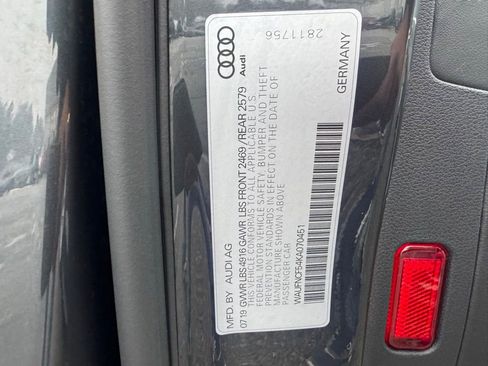 2811756
Audi
GERMANY
MFD. BY AUDI AG
07 19 GVWR LBS 4916 GAWR LBS FRONT 2469 / REAR 2579
THIS VEHICLE CONFORMS TO ALL APPLICABLE U.S.
FEDERAL MOTOR VEHICLE SAFETY, BUMPER AND THEFT
PREVENTION STANDARDS IN EFFECT ON THE DATE OF
MANUFACTURE SHOWN ABOVE
PASSENGER CAR
WAUFNCF54KA070451